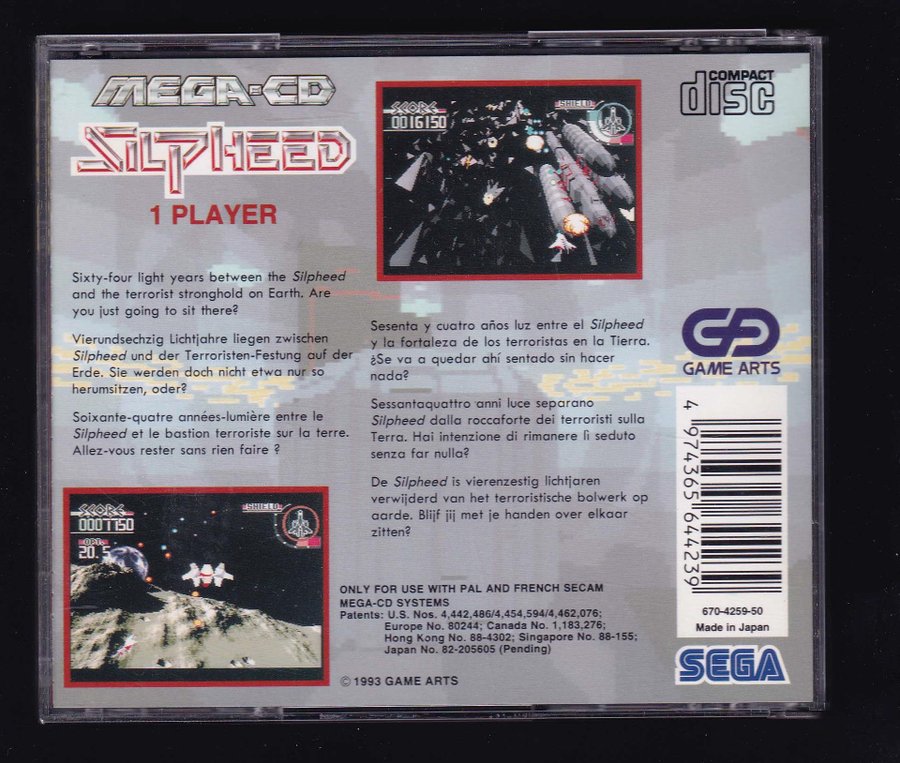 MEGA-CD
SILPHEED
1 PLAYER
COMPACT
disc
SCORE
0016150
SHIELD
Sixty-four light years between the Silpheed
and the terrorist stronghold on Earth. Are
you just going to sit there?
Vierundsechzig Lichtjahre liegen zwischen
Silpheed und der Terroristen-Festung auf der
Erde. Sie werden doch nicht etwa nur so
herumsitzen, oder?
Soixante-quatre années-lumière entre le
Silpheed et le bastion terroriste sur la terre.
Allez-vous rester sans rien faire ?
Sesenta y cuatro años luz entre el Silpheed
y la fortaleza de los terroristas en la Tierra.
¿Se va a quedar ahí sentado sin hacer
nada?
Sessantaquattro anni luce separano
Silpheed dalla roccaforte dei terroristi sulla
Terra. Hai intenzione di rimanere lì seduto
senza far nulla?
De Silpheed is vierenzestig lichtjaren
verwijderd van het terroristische bolwerk op
aarde. Blijf jij met je handen over elkaar
zitten?
GAME ARTS
4 974365 644239
670-4259-50
Made in Japan
SEGA
SCORE
0007750
OPT.
20.5
SHIELD
ONLY FOR USE WITH PAL AND FRENCH SECAM
MEGA-CD SYSTEMS
Patents: U.S. Nos. 4,442,486/4,454,594/4,462,076;
Europe No. 80244; Canada No. 1,183,276;
Hong Kong No. 88-4302; Singapore No. 88-155;
Japan No. 82-205605 (Pending)
© 1993 GAME ARTS